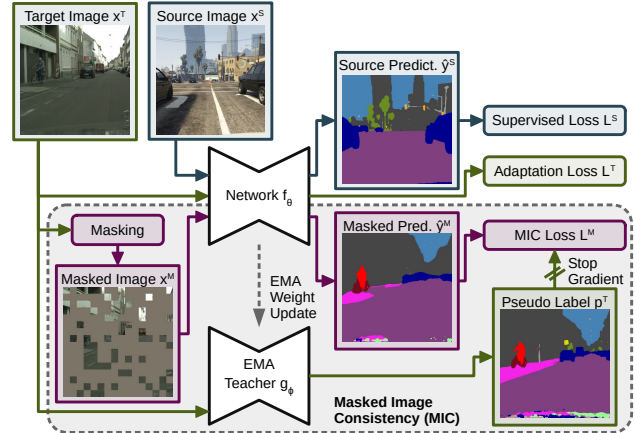 Target Image x^T
Source Image x^S
Source Predict. ŷ^S
Supervised Loss L^S
Adaptation Loss L^T
Network f_θ
Masking
Masked Pred. ŷ^M
MIC Loss L^M
Masked Image x^M
EMA
Weight
Update
Stop
Gradient
Pseudo Label p^T
EMA
Teacher g_ϕ
Masked Image
Consistency (MIC)